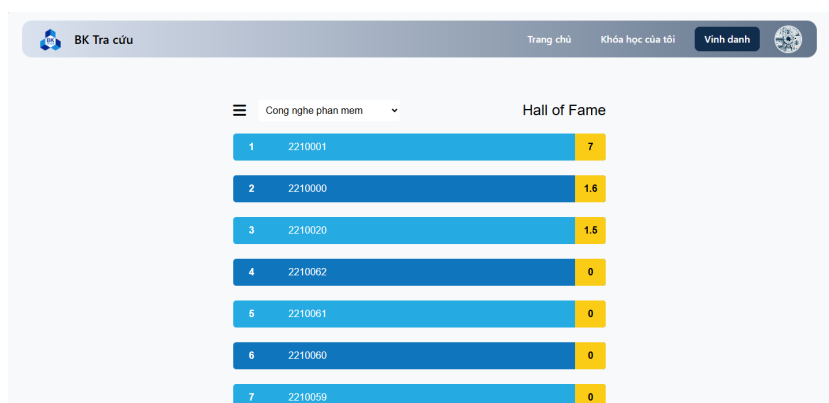 BK Tra cứu Trang chủ Khóa học của tôi Vinh danh
Cong nghe phan mem Hall of Fame
1 2210001 7
2 2210000 1.6
3 2210020 1.5
4 2210062 0
5 2210061 0
6 2210060 0
7 2210059 0